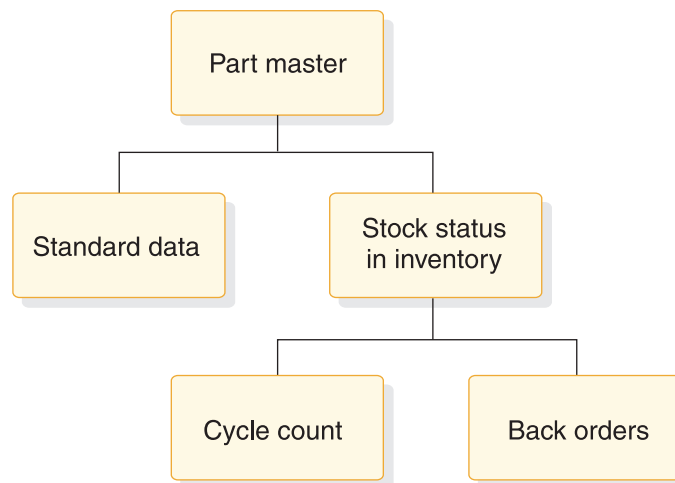 Part master
Standard data
Stock status
in inventory
Cycle count
Back orders